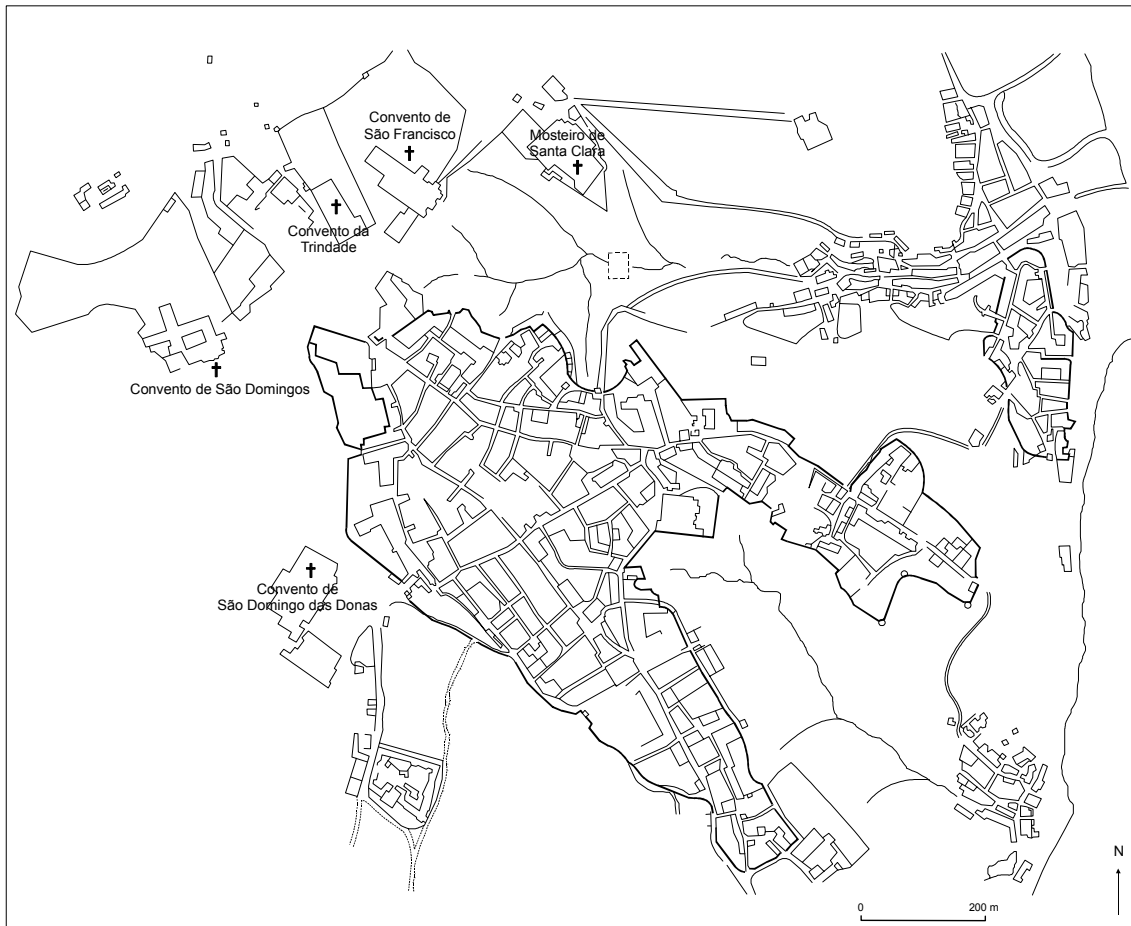 Convento de
São Francisco
Mosteiro de
Santa Clara
Convento da
Trindade
Convento de São Domingos
Convento de
São Domingo das Donas
N
0 200 m